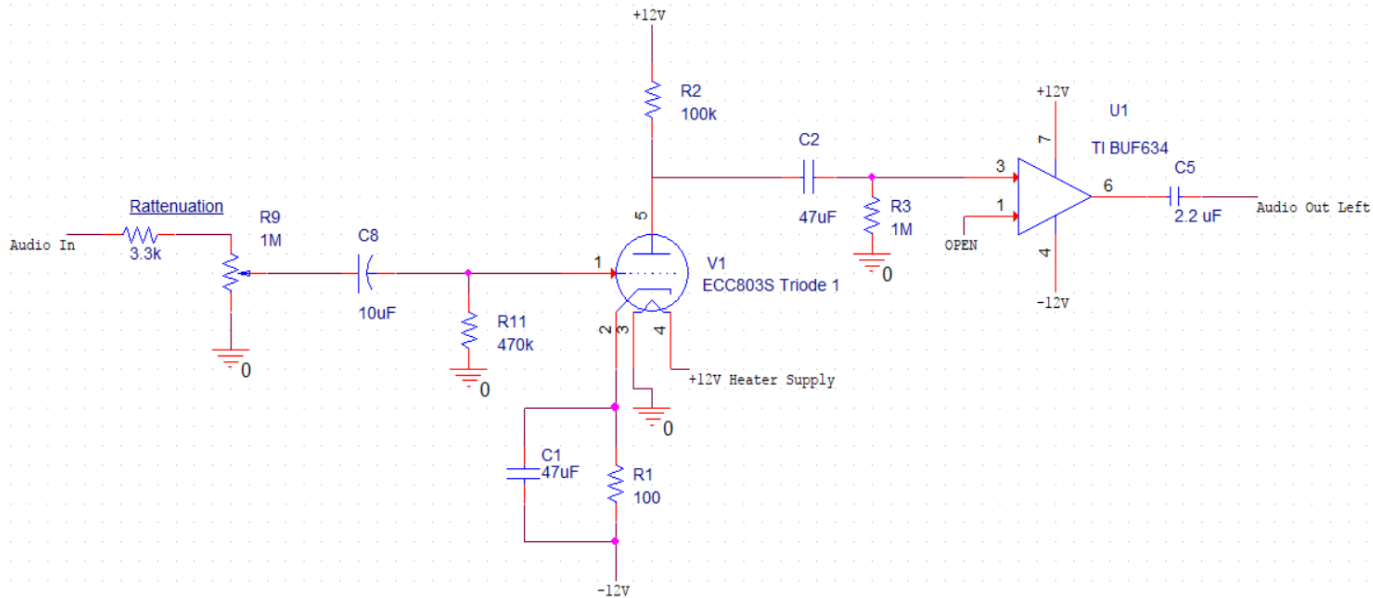 +12V
R2
100k
+12V
U1
7
TI BUF634
C2
3
C5
6
47uF
R3
1M
1
2.2 uF
Audio Out Left
OPEN
4
0
-12V
Rattenuation
R9
1M
Audio In
3.3k
C8
10uF
5
1
V1
ECC803S Triode 1
R11
470k
2
3
4
0
0
+12V Heater Supply
0
C1
47uF
R1
100
-12V